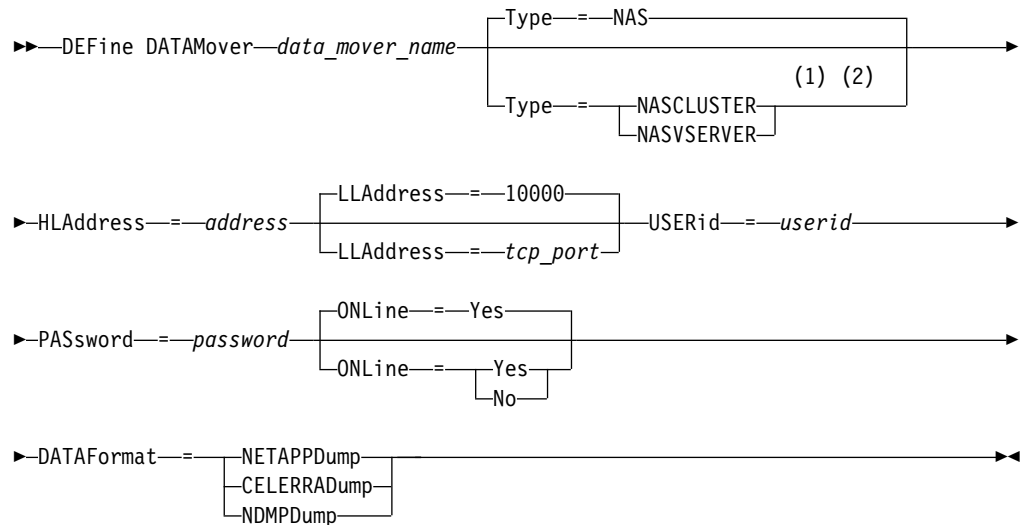 Type = NAS
DEFine DATAMover data_mover_name
(1) (2)
Type = NASCLUSTER
NASVSERVER
LLAddress = 10000
HLAddress = address USERid = userid
LLAddress = tcp_port
ONLine = Yes
PASsword = password
ONLine = Yes
No
DATAFormat = NETAPPDump
CELERRADump
NDMPDump